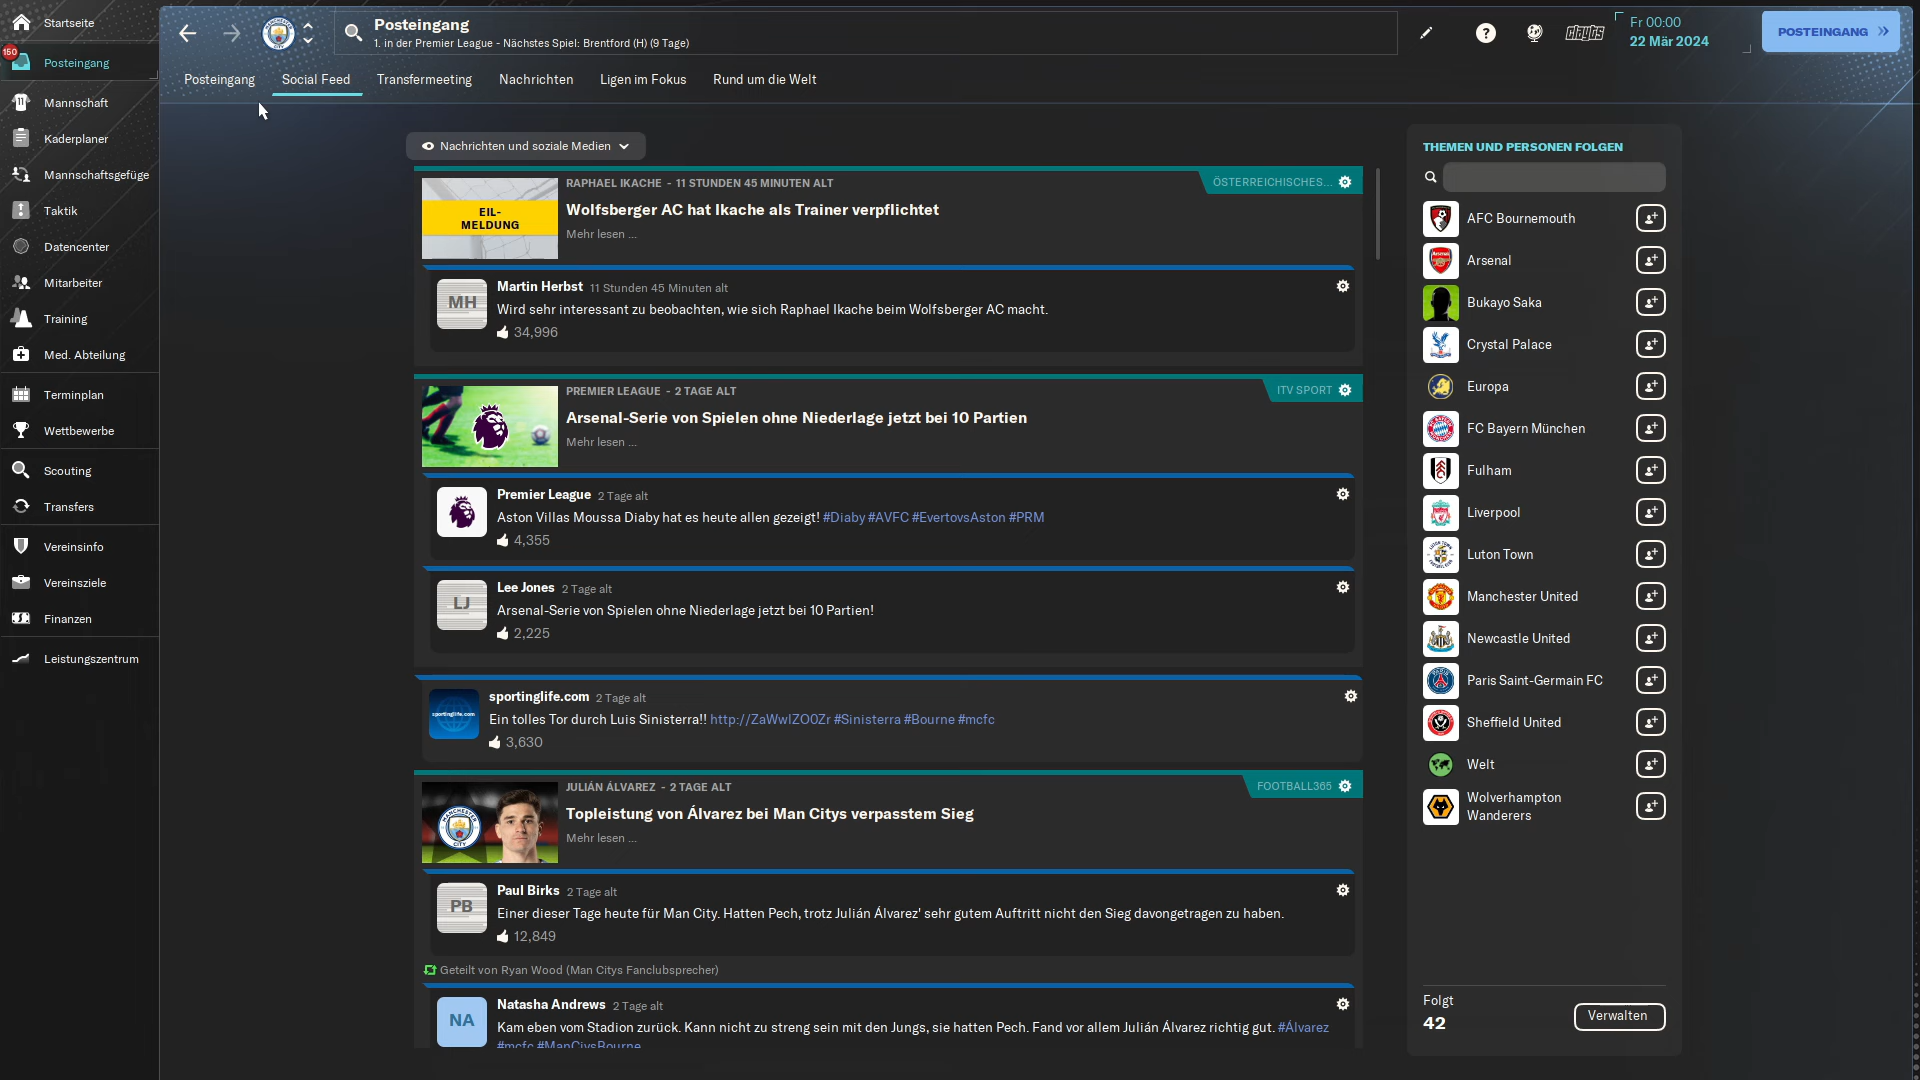 Startseite
150
Posteingang
Mannschaft
Kaderplaner
Mannschaftsgefüge
Taktik
Datencenter
Mitarbeiter
Training
Med. Abteilung
Terminplan
Wettbewerbe
Scouting
Transfers
Vereinsinfo
Vereinsziele
Finanzen
Leistungszentrum
Posteingang
1. in der Premier League - Nächstes Spiel: Brentford (H) (9 Tage)
Fr 00:00
22 Mär 2024
POSTEINGANG
Posteingang Social Feed Transfermeeting Nachrichten Ligen im Fokus Rund um die Welt
Nachrichten und soziale Medien
RAPHAEL IKACHE - 11 STUNDEN 45 MINUTEN ALT
ÖSTERREICHISCHES...
EIL-
MELDUNG
Wolfsberger AC hat Ikache als Trainer verpflichtet
Mehr lesen ...
MH
Martin Herbst 11 Stunden 45 Minuten alt
Wird sehr interessant zu beobachten, wie sich Raphael Ikache beim Wolfsberger AC macht.
34,996
PREMIER LEAGUE - 2 TAGE ALT
ITV SPORT
Arsenal-Serie von Spielen ohne Niederlage jetzt bei 10 Partien
Mehr lesen ...
Premier League 2 Tage alt
Aston Villas Moussa Diaby hat es heute allen gezeigt! #Diaby #AVFC #EvertovsAston #PRM
4,355
LJ
Lee Jones 2 Tage alt
Arsenal-Serie von Spielen ohne Niederlage jetzt bei 10 Partien!
2,225
sportinglife.com
sportinglife.com 2 Tage alt
Ein tolles Tor durch Luis Sinisterra!! http://ZaWwIZO0Zr #Sinisterra #Bourne #mcfc
3,630
JULIÁN ÁLVAREZ - 2 TAGE ALT
FOOTBALL365
Topleistung von Álvarez bei Man Citys verpasstem Sieg
Mehr lesen ...
PB
Paul Birks 2 Tage alt
Einer dieser Tage heute für Man City. Hatten Pech, trotz Julián Álvarez' sehr gutem Auftritt nicht den Sieg davongetragen zu haben.
12,849
Geteilt von Ryan Wood (Man Citys Fanclubsprecher)
NA
Natasha Andrews 2 Tage alt
Kam eben vom Stadion zurück. Kann nicht zu streng sein mit den Jungs, sie hatten Pech. Fand vor allem Julián Álvarez richtig gut. #Álvarez
#mcfc #ManCivsBourne
THEMEN UND PERSONEN FOLGEN
AFC Bournemouth
Arsenal
Bukayo Saka
Crystal Palace
Europa
FC Bayern München
Fulham
Liverpool
Luton Town
Manchester United
Newcastle United
Paris Saint-Germain FC
Sheffield United
Welt
Wolverhampton
Wanderers
Folgt
42
Verwalten